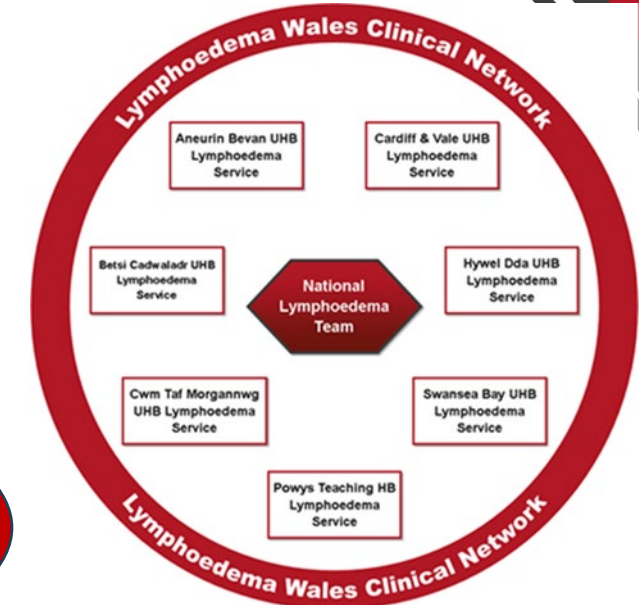 Lymphoedema Wales Clinical Network
Aneurin Bevan UHB
Lymphoedema
Service
Cardiff & Vale UHB
Lymphoedema
Service
Betsi Cadwaladr UHB
Lymphoedema
Service
National
Lymphoedema
Team
Hywel Dda UHB
Lymphoedema
Service
Cwm Taf Morgannwg
UHB Lymphoedema
Service
Swansea Bay UHB
Lymphoedema
Service
Powys Teaching HB
Lymphoedema
Service
Lymphoedema Wales Clinical Network